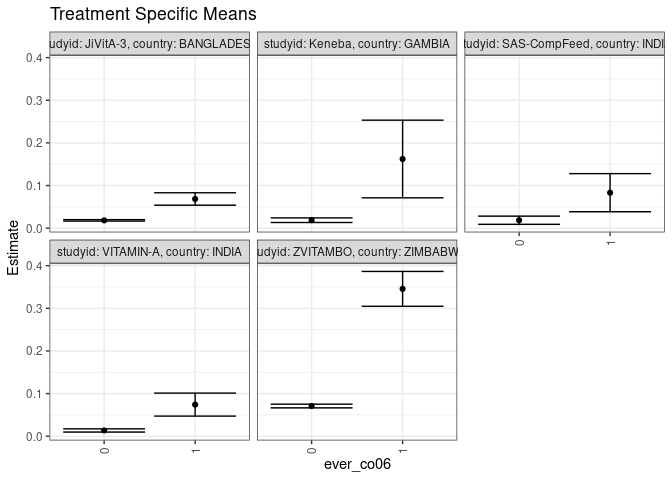 Treatment Specific Means
udyid: JiVitA-3, country: BANGLADES
studyid: Keneba, country: GAMBIA
tudyid: SAS-CompFeed, country: INDI
0.4
0.3
0.2
0.1
0.0
0
1
studyid: VITAMIN-A, country: INDIA
udyid: ZVITAMBO, country: ZIMBABW
0.4
0.3
0.2
0.1
0.0
0
1
0
1
Estimate
ever_co06